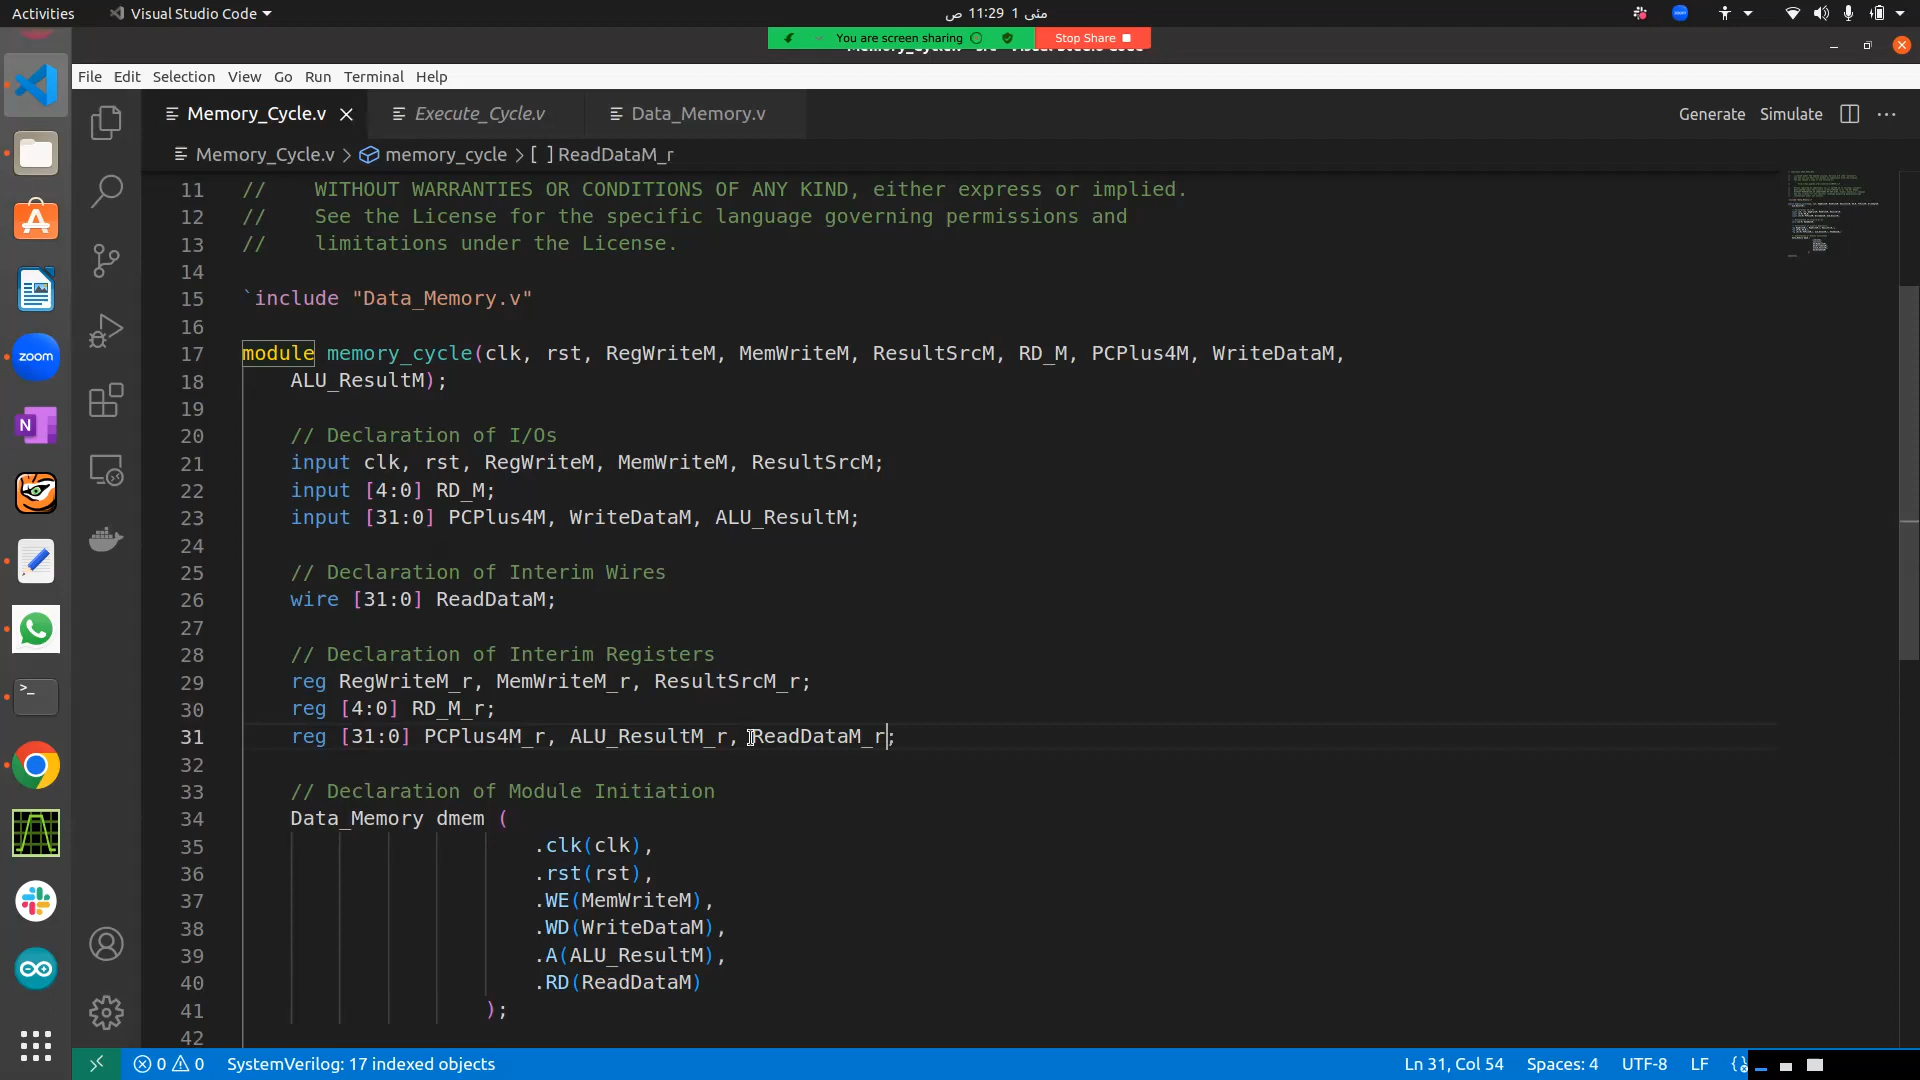 Activities
Visual Studio Code
مئی 1 11:29 ص
zoom
You are screen sharing
Stop Share
File Edit Selection View Go Run Terminal Help
Memory_Cycle.v
Execute_Cycle.v
Data_Memory.v
Generate Simulate
Memory_Cycle.v > memory_cycle > [ ] ReadDataM_r
11 // WITHOUT WARRANTIES OR CONDITIONS OF ANY KIND, either express or implied.
12 // See the License for the specific language governing permissions and
13 // limitations under the License.
14
15 `include "Data_Memory.v"
16
17 module memory_cycle(clk, rst, RegWriteM, MemWriteM, ResultSrcM, RD_M, PCPlus4M, WriteDataM,
18 ALU_ResultM);
19
20 // Declaration of I/Os
21 input clk, rst, RegWriteM, MemWriteM, ResultSrcM;
22 input [4:0] RD_M;
23 input [31:0] PCPlus4M, WriteDataM, ALU_ResultM;
24
25 // Declaration of Interim Wires
26 wire [31:0] ReadDataM;
27
28 // Declaration of Interim Registers
29 reg RegWriteM_r, MemWriteM_r, ResultSrcM_r;
30 reg [4:0] RD_M_r;
31 reg [31:0] PCPlus4M_r, ALU_ResultM_r, ReadDataM_r;
32
33 // Declaration of Module Initiation
34 Data_Memory dmem (
35 .clk(clk),
36 .rst(rst),
37 .WE(MemWriteM),
38 .WD(WriteDataM),
39 .A(ALU_ResultM),
40 .RD(ReadDataM)
41 );
42
zoom
N
0 0 SystemVerilog: 17 indexed objects
Ln 31, Col 54 Spaces: 4 UTF-8 LF